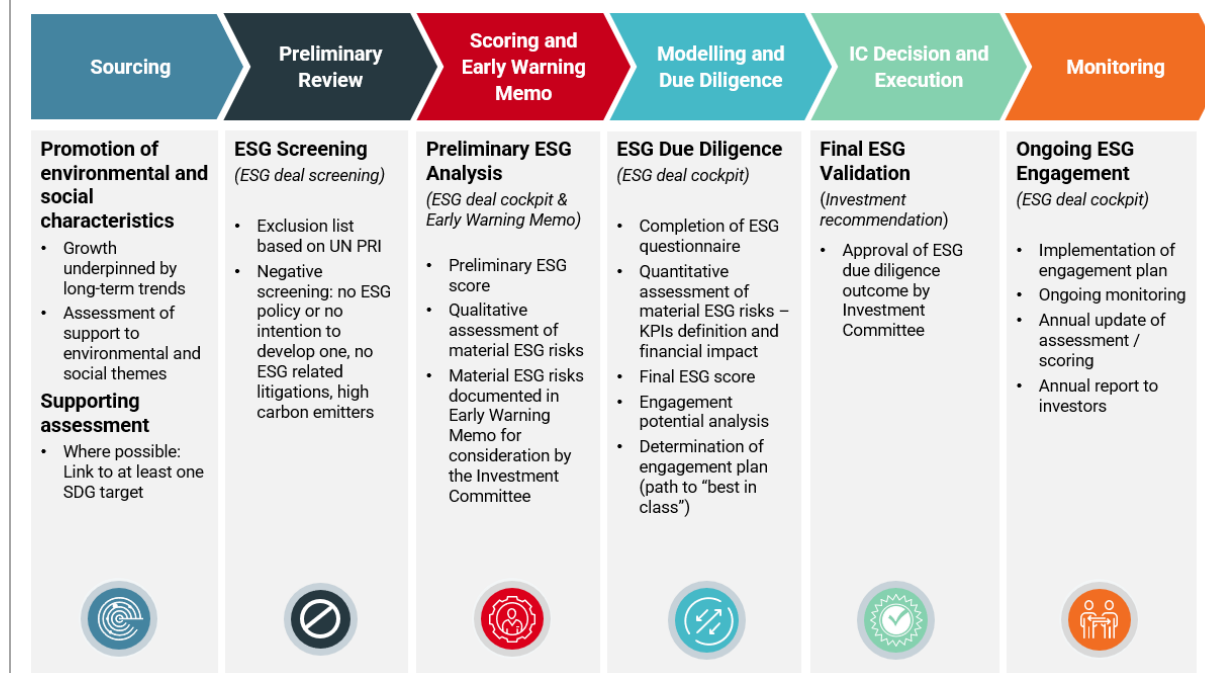 Sourcing
Preliminary
Review
Scoring and
Early Warning
Memo
Modelling and
Due Diligence
IC Decision and
Execution
Monitoring
Promotion of
environmental and
social
characteristics
• Growth
underpinned by
long-term trends
• Assessment of
support to
environmental and
social themes
Supporting
assessment
• Where possible:
Link to at least one
SDG target
ESG Screening
(ESG deal screening)
• Exclusion list
based on UN PRI
• Negative
screening: no ESG
policy or no
intention to
develop one, no
ESG related
litigations, high
carbon emitters
Preliminary ESG
Analysis
(ESG deal cockpit &
Early Warning Memo)
• Preliminary ESG
score
• Qualitative
assessment of
material ESG risks
• Material ESG risks
documented in
Early Warning
Memo for
consideration by
the Investment
Committee
ESG Due Diligence
(ESG deal cockpit)
• Completion of ESG
questionnaire
• Quantitative
assessment of
material ESG risks –
KPIs definition and
financial impact
• Final ESG score
• Engagement
potential analysis
• Determination of
engagement plan
(path to “best in
class”)
Final ESG
Validation
(Investment
recommendation)
• Approval of ESG
due diligence
outcome by
Investment
Committee
Ongoing ESG
Engagement
(ESG deal cockpit)
• Implementation of
engagement plan
• Ongoing monitoring
• Annual update of
assessment /
scoring
• Annual report to
investors